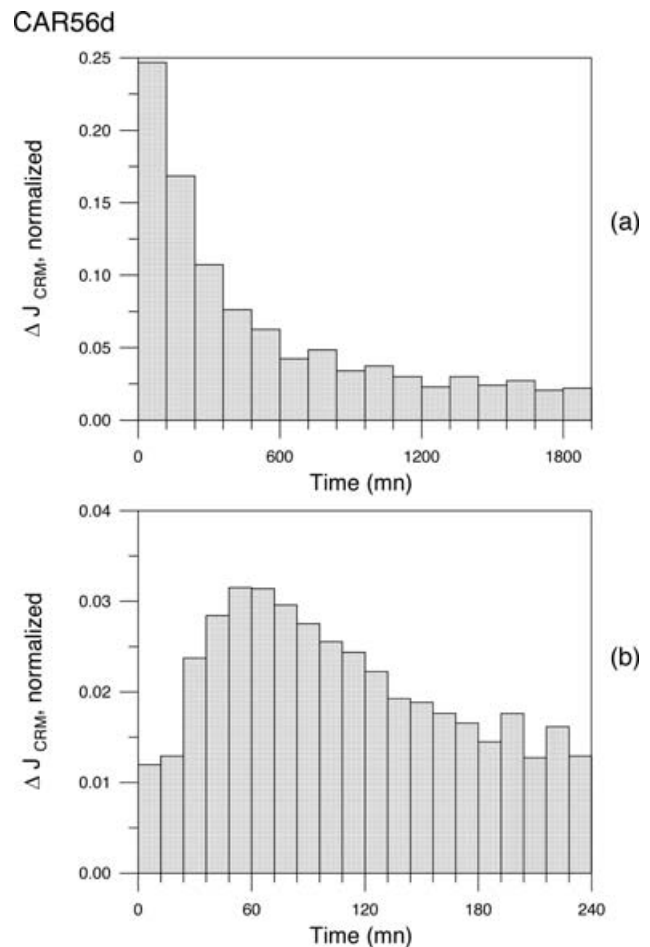 CAR56d
0.25
0.20
0.15
0.10
0.05
0.00
Δ J CRM, normalized
(a)
0 600 1200 1800
Time (mn)
0.04
0.03
0.02
0.01
0.00
Δ J CRM, normalized
(b)
0 60 120 180 240
Time (mn)